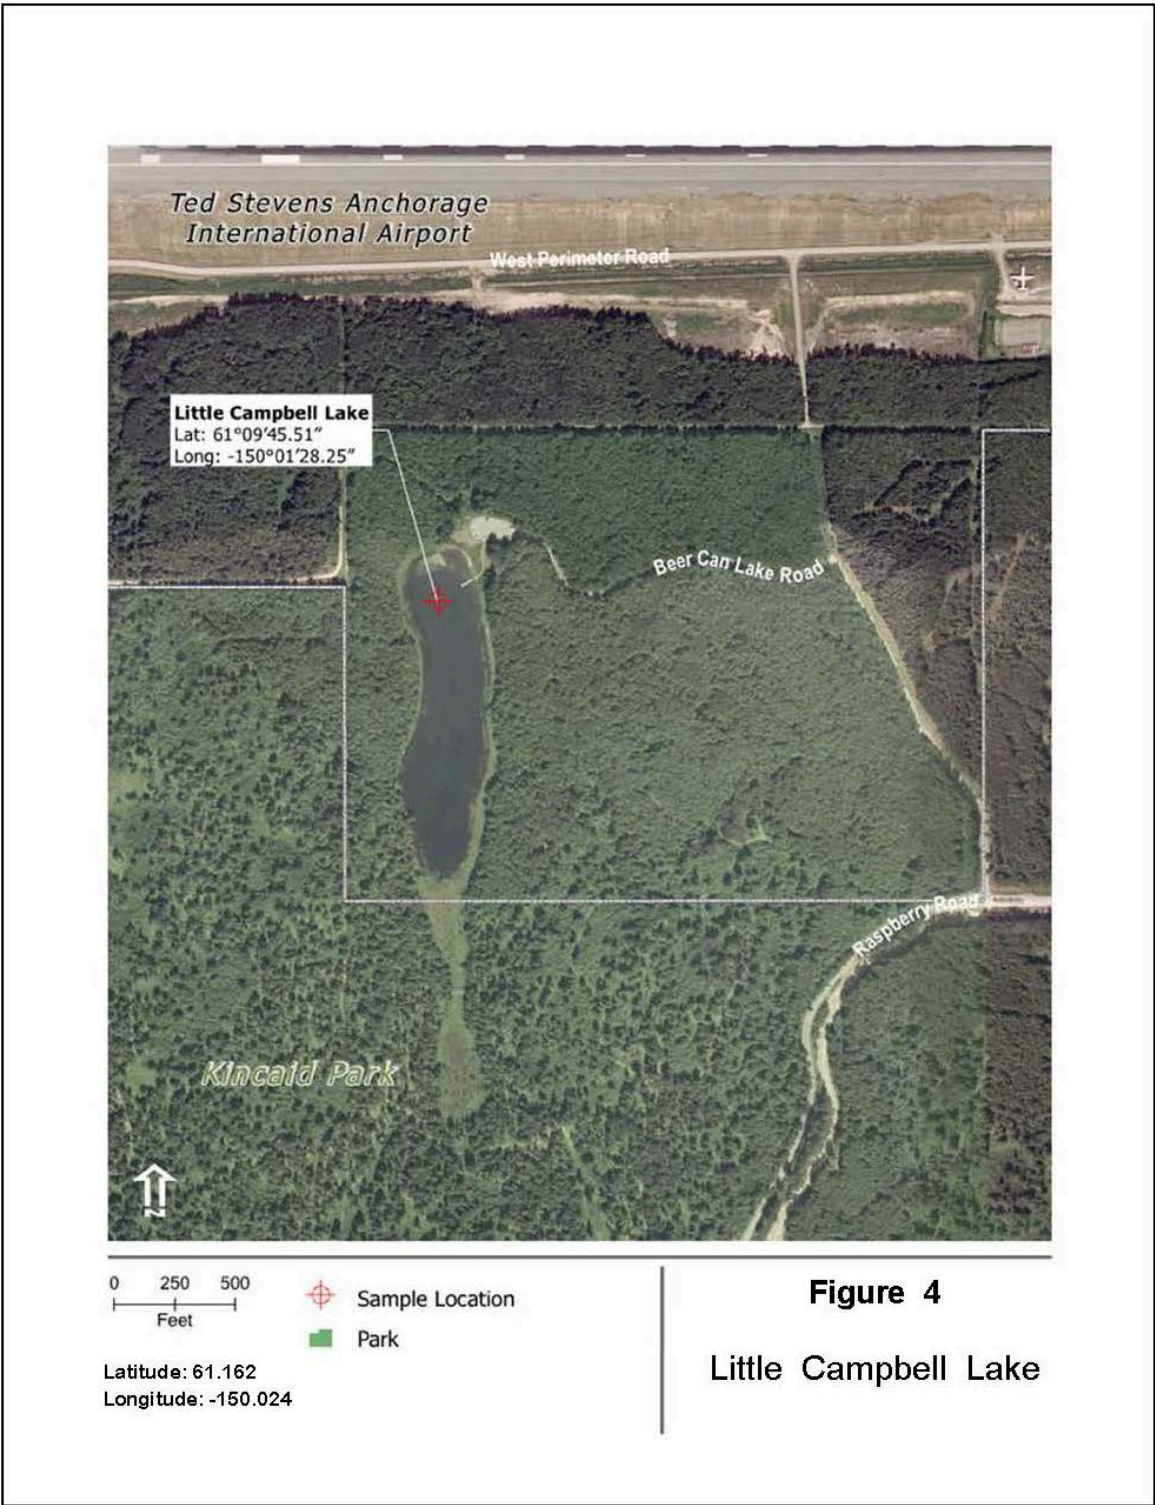 Ted Stevens Anchorage
International Airport
West Perimeter Road
Little Campbell Lake
Lat: 61°09'45.51"
Long: -150°01'28.25"
Beer Can Lake Road
Raspberry Road
Kincaid Park
N
0 250 500
Feet
Sample Location
Park
Latitude: 61.162
Longitude: -150.024
Figure 4
Little Campbell Lake